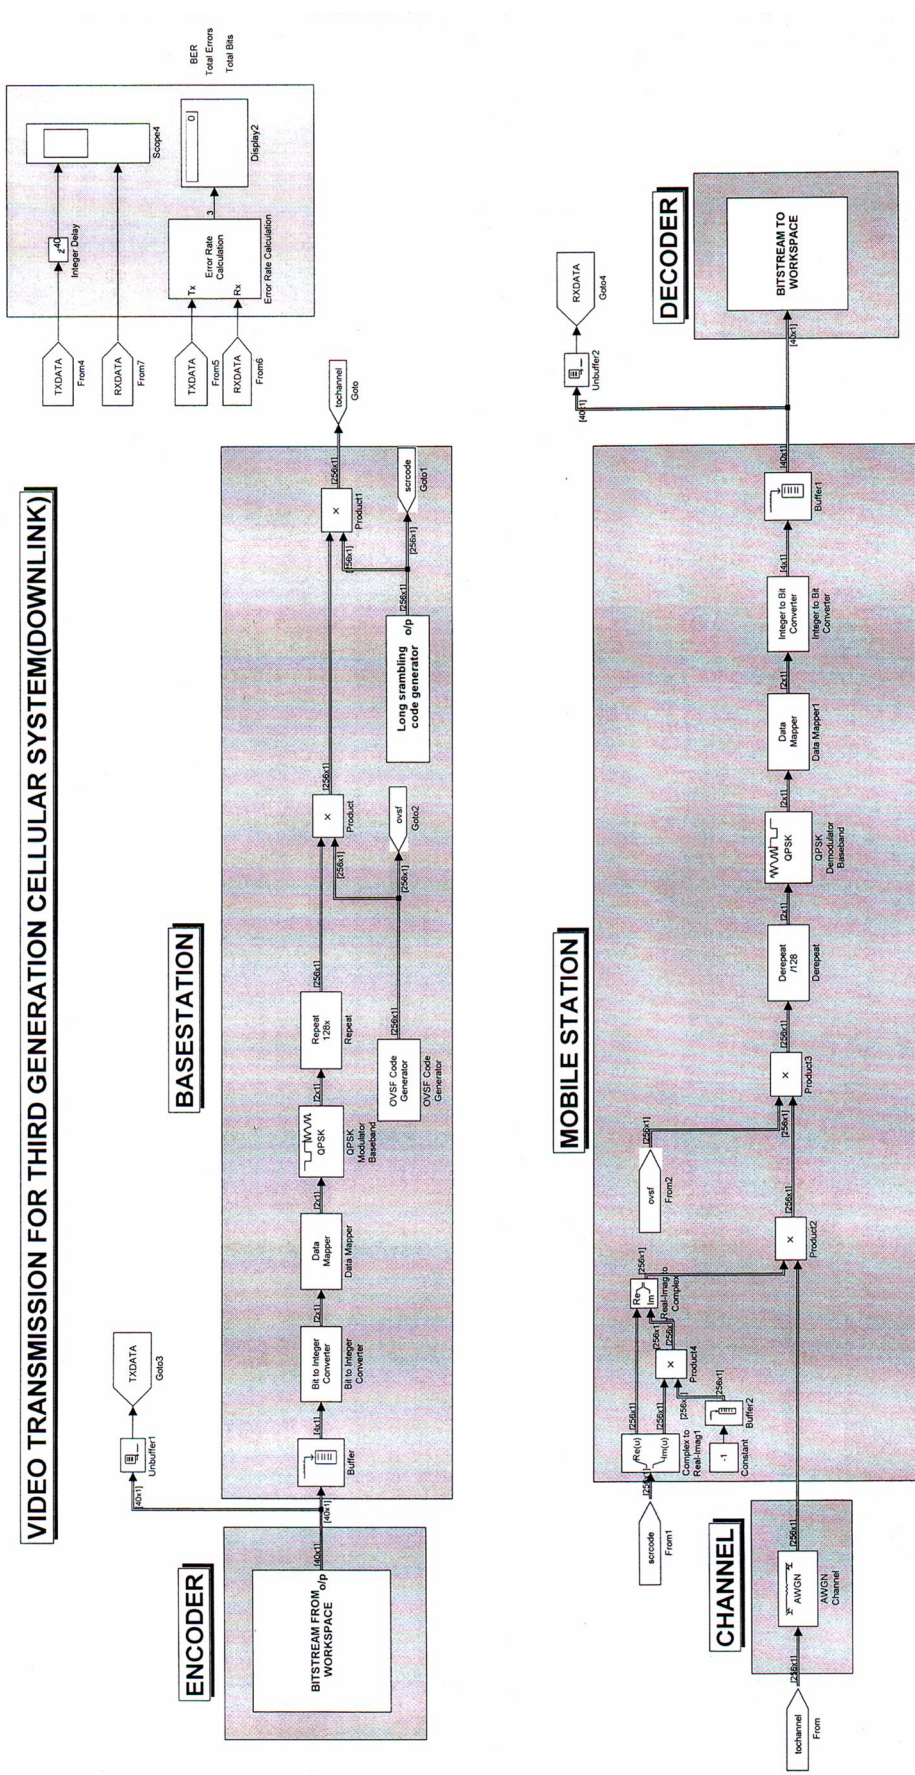 VIDEO TRANSMISSION FOR THIRD GENERATION CELLULAR SYSTEM(DOWNLINK)
TXDATA
From4
Integer Delay
Scope4
RXDATA
From7
TXDATA
From5
RXDATA
From6
Tx
Rx
Error Rate
Calculation
Error Rate Calculation
3
0
Display2
BER
Total Errors
Total Bits
ENCODER
BITSTREAM FROM
WORKSPACE
o/p
[40x1]
[40x1]
[40x1]
Unbuffer1
TXDATA
Goto3
BASESTATION
Buffer
[4x1]
Bit to Integer
Converter
Bit to Integer
Converter
[2x1]
Data
Mapper
Data Mapper
[2x1]
QPSK
QPSK
Modulator
Baseband
[2x1]
Repeat
128x
Repeat
[256x1]
OVSF Code
Generator
OVSF Code
Generator
[256x1]
[256x1]
[256x1]
ovsf
Goto2
×
Product
[256x1]
Long srambling
code generator
o/p
[256x1]
[256x1]
[256x1]
scrcode
Goto1
×
Product1
[256x1]
tochannel
Goto
tochannel
From
[256x1]
CHANNEL
AWGN
AWGN
Channel
[256x1]
MOBILE STATION
scrcode
From1
[256x1]
Re(u)
Im(u)
Complex to
Real-Imag1
[256x1]
[256x1]
-1
Constant
Buffer2
[256x1]
[256x1]
×
Product4
[256x1]
[256x1]
Re
Im
Real-Imag to
Complex
[256x1]
×
Product2
[256x1]
ovsf
From2
[256x1]
[256x1]
×
Product3
[256x1]
Derepeat
/128
Derepeat
[2x1]
QPSK
QPSK
Demodulator
Baseband
[2x1]
Data
Mapper
Data Mapper1
[2x1]
Integer to Bit
Converter
Integer to Bit
Converter
[4x1]
Buffer1
[40x1]
[40x1]
Unbuffer2
RXDATA
Goto4
DECODER
[40x1]
BITSTREAM TO
WORKSPACE